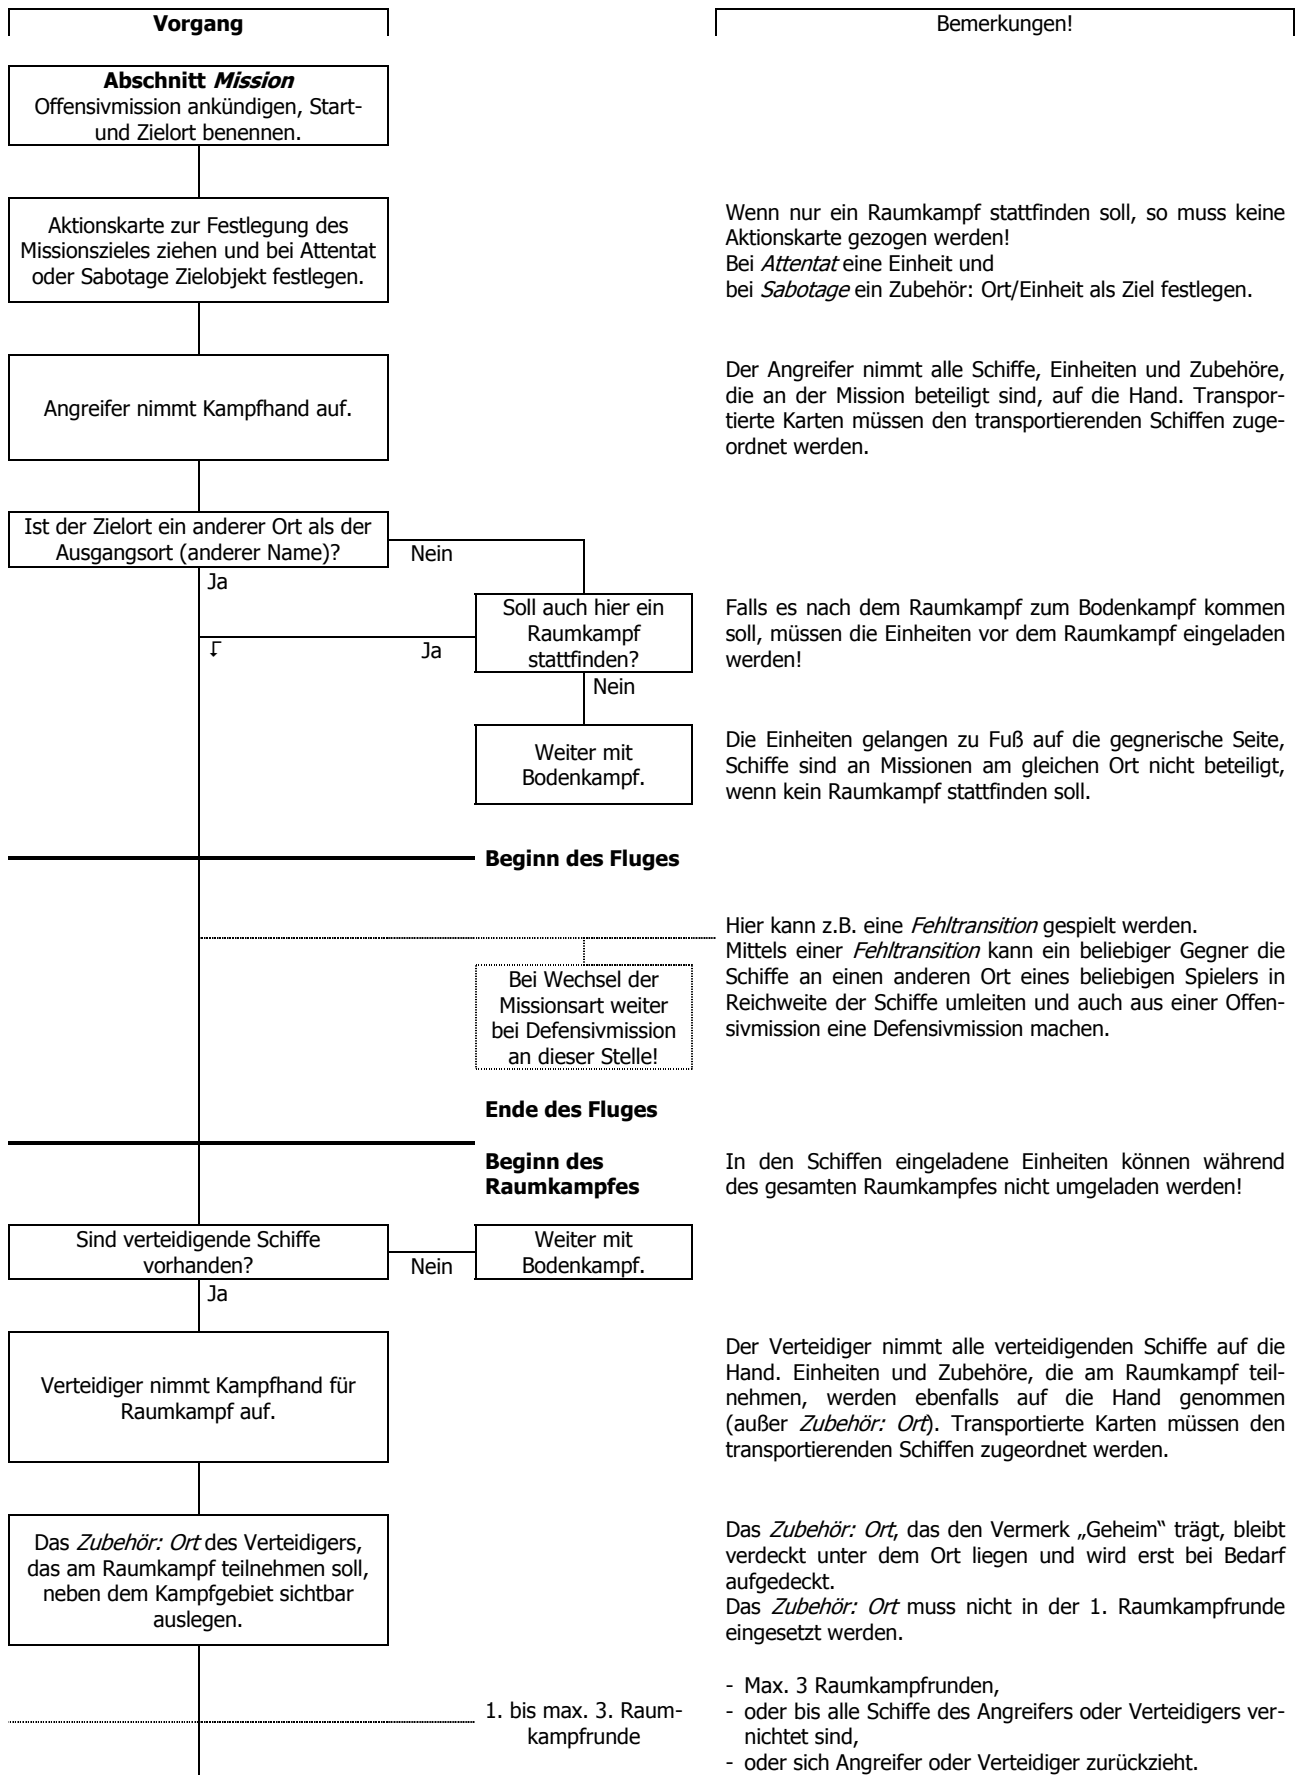 Vorgang
Bemerkungen!
Abschnitt Mission
Offensivmission ankündigen, Start-
und Zielort benennen.
Aktionskarte zur Festlegung des
Missionszieles ziehen und bei Attentat
oder Sabotage Zielobjekt festlegen.
Wenn nur ein Raumkampf stattfinden soll, so muss keine
Aktionskarte gezogen werden!
Bei Attentat eine Einheit und
bei Sabotage ein Zubehör: Ort/Einheit als Ziel festlegen.
Angreifer nimmt Kampfhand auf.
Der Angreifer nimmt alle Schiffe, Einheiten und Zubehöre,
die an der Mission beteiligt sind, auf die Hand. Transpor-
tierte Karten müssen den transportierenden Schiffen zuge-
ordnet werden.
Ist der Zielort ein anderer Ort als der
Ausgangsort (anderer Name)?
Nein
Ja
Soll auch hier ein
Raumkampf
stattfinden?
Ja
Nein
Falls es nach dem Raumkampf zum Bodenkampf kommen
soll, müssen die Einheiten vor dem Raumkampf eingeladen
werden!
Weiter mit
Bodenkampf.
Die Einheiten gelangen zu Fuß auf die gegnerische Seite,
Schiffe sind an Missionen am gleichen Ort nicht beteiligt,
wenn kein Raumkampf stattfinden soll.
Beginn des Fluges
Hier kann z.B. eine Fehltransition gespielt werden.
Mittels einer Fehltransition kann ein beliebiger Gegner die
Schiffe an einen anderen Ort eines beliebigen Spielers in
Reichweite der Schiffe umleiten und auch aus einer Offen-
sivmission eine Defensivmission machen.
Bei Wechsel der
Missionsart weiter
bei Defensivmission
an dieser Stelle!
Ende des Fluges
Beginn des
Raumkampfes
In den Schiffen eingeladene Einheiten können während
des gesamten Raumkampfes nicht umgeladen werden!
Sind verteidigende Schiffe
vorhanden?
Nein
Weiter mit
Bodenkampf.
Ja
Verteidiger nimmt Kampfhand für
Raumkampf auf.
Der Verteidiger nimmt alle verteidigenden Schiffe auf die
Hand. Einheiten und Zubehöre, die am Raumkampf teil-
nehmen, werden ebenfalls auf die Hand genommen
(außer Zubehör: Ort). Transportierte Karten müssen den
transportierenden Schiffen zugeordnet werden.
Das Zubehör: Ort des Verteidigers,
das am Raumkampf teilnehmen soll,
neben dem Kampfgebiet sichtbar
auslegen.
Das Zubehör: Ort, das den Vermerk „Geheim“ trägt, bleibt
verdeckt unter dem Ort liegen und wird erst bei Bedarf
aufgedeckt.
Das Zubehör: Ort muss nicht in der 1. Raumkampfrunde
eingesetzt werden.
1. bis max. 3. Raum-
kampfrunde
- Max. 3 Raumkampfrunden,
- oder bis alle Schiffe des Angreifers oder Verteidigers ver-
nichtet sind,
- oder sich Angreifer oder Verteidiger zurückzieht.